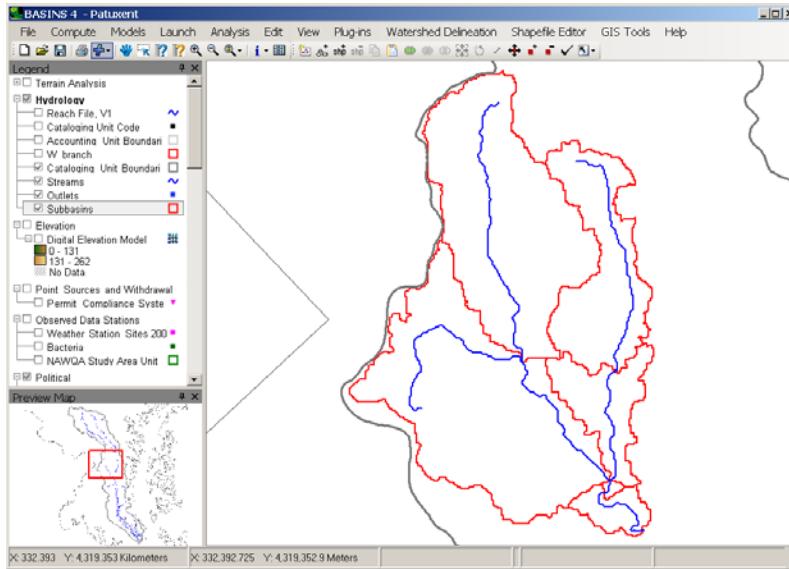 BASINS 4 - Patuxent
File Compute Models Launch Analysis Edit View Plug-ins Watershed Delineation Shapefile Editor GIS Tools Help
Legend
Terrain Analysis
Hydrology
Reach File, V1
Cataloging Unit Code
Accounting Unit Boundari
W_branch
Cataloging Unit Boundari
Streams
Outlets
Subbasins
Elevation
Digital Elevation Model
0 - 131
131 - 262
No Data
Point Sources and Withdrawal
Permit Compliance Syste
Observed Data Stations
Weather Station Sites 200
Bacteria
NAWQA Study Area Unit
Political
Preview Map
X: 332.393 Y: 4,319.353 Kilometers X: 332,392.725 Y: 4,319,352.9 Meters